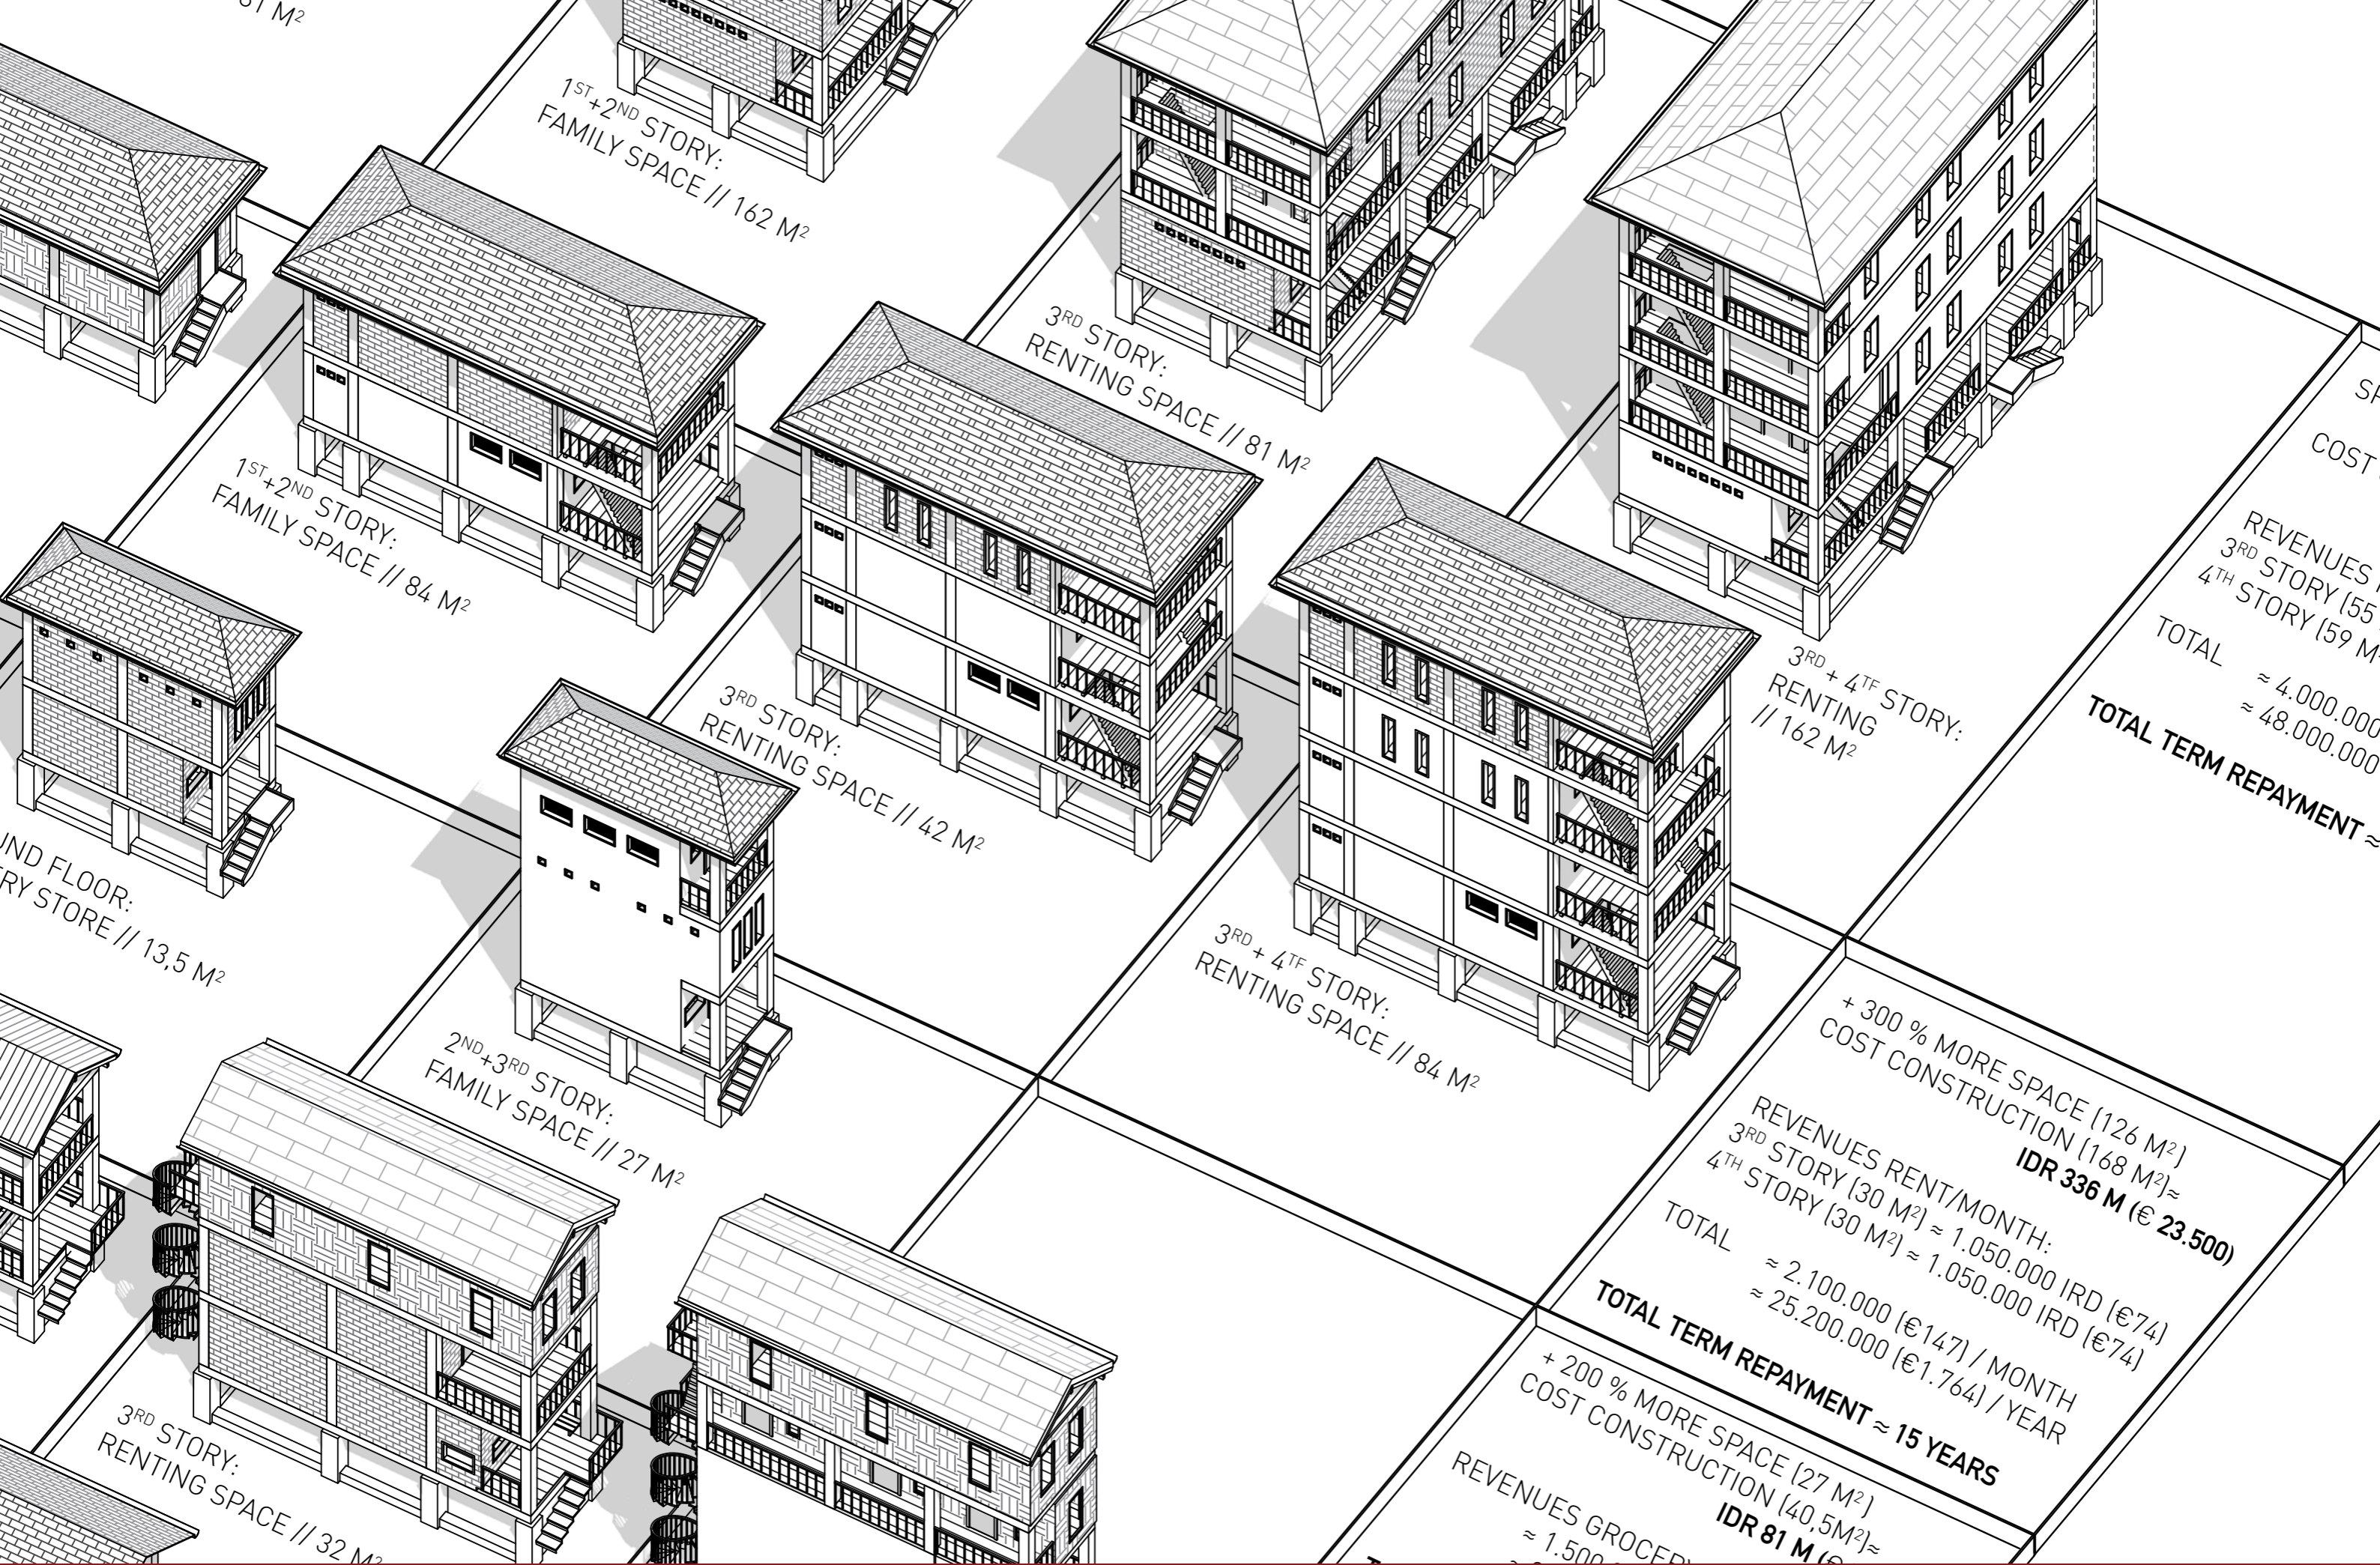 81 M²
1ST+2ND STORY:
FAMILY SPACE // 162 M²
3RD STORY:
RENTING SPACE // 81 M²
3RD + 4TF STORY:
RENTING
// 162 M²
COST
REVENUES
3RD STORY (55
4TH STORY (59 M
TOTAL
≈ 4.000.000
≈ 48.000.000
TOTAL TERM REPAYMENT ≈
1ST+2ND STORY:
FAMILY SPACE // 84 M²
3RD STORY:
RENTING SPACE // 42 M²
3RD + 4TF STORY:
RENTING SPACE // 84 M²
+ 300 % MORE SPACE (126 M²)
COST CONSTRUCTION (168 M²)≈
IDR 336 M (€ 23.500)
REVENUES RENT/MONTH:
3RD STORY (30 M²) ≈ 1.050.000 IRD (€74)
4TH STORY (30 M²) ≈ 1.050.000 IRD (€74)
TOTAL
≈ 2.100.000 (€147) / MONTH
≈ 25.200.000 (€1.764) / YEAR
TOTAL TERM REPAYMENT ≈ 15 YEARS
UND FLOOR:
RY STORE // 13,5 M²
2ND+3RD STORY:
FAMILY SPACE // 27 M²
+ 200 % MORE SPACE (27 M²)
COST CONSTRUCTION (40,5M²)≈
IDR 81 M (€
REVENUES GROCERY
≈ 1.500
3RD STORY:
RENTING SPACE // 32 M²